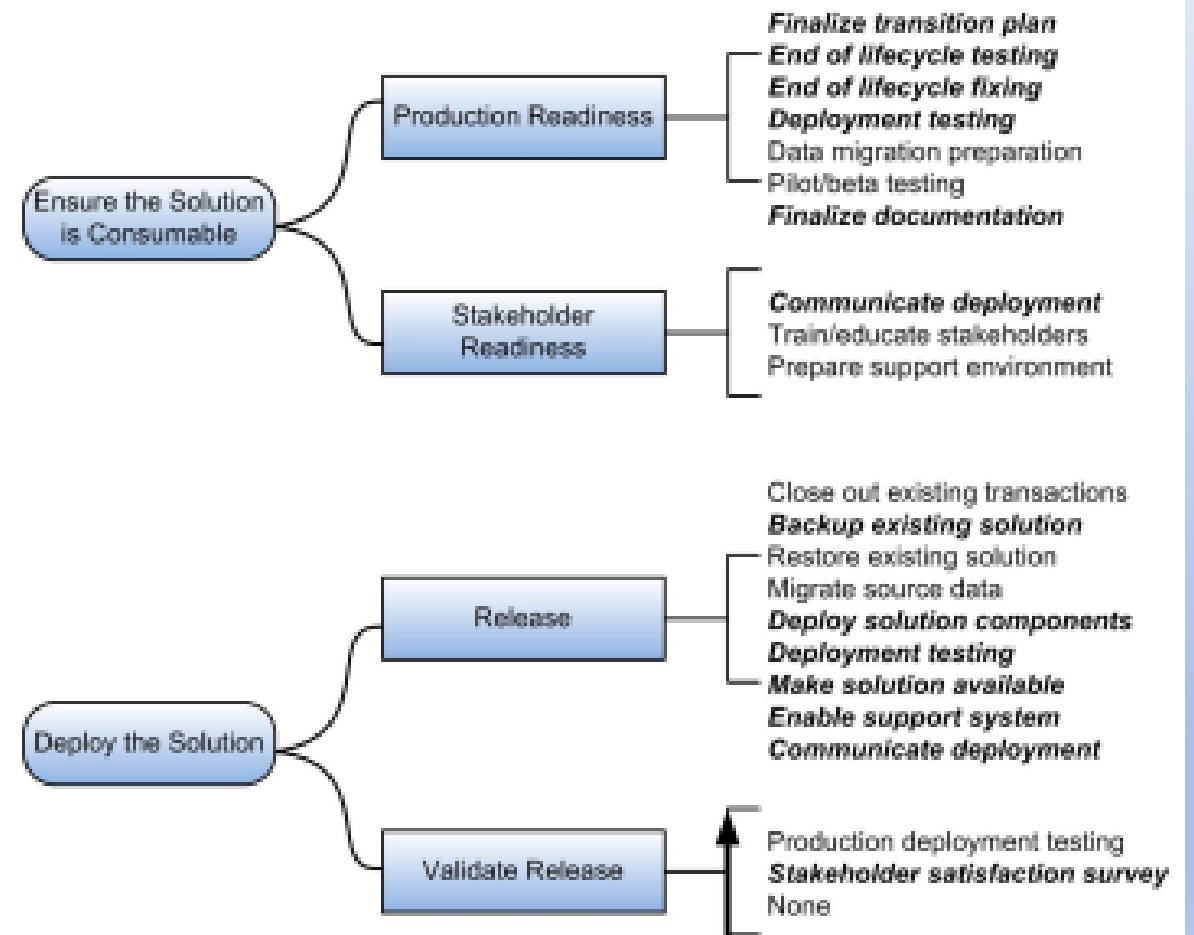 Ensure the Solution
is Consumable
Production Readiness
Finalize transition plan
End of lifecycle testing
End of lifecycle fixing
Deployment testing
Data migration preparation
Pilot/beta testing
Finalize documentation
Stakeholder
Readiness
Communicate deployment
Train/educate stakeholders
Prepare support environment
Deploy the Solution
Release
Close out existing transactions
Backup existing solution
Restore existing solution
Migrate source data
Deploy solution components
Deployment testing
Make solution available
Enable support system
Communicate deployment
Validate Release
Production deployment testing
Stakeholder satisfaction survey
None